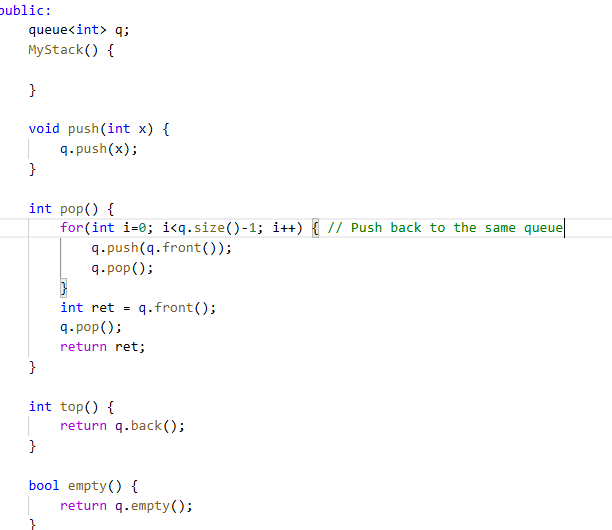 public:
queue<int> q;
MyStack() {
}
void push(int x) {
q.push(x);
}
int pop() {
for(int i=0; i<q.size()-1; i++) { // Push back to the same queue
q.push(q.front());
q.pop();
}
int ret = q.front();
q.pop();
return ret;
}
int top() {
return q.back();
}
bool empty() {
return q.empty();
}